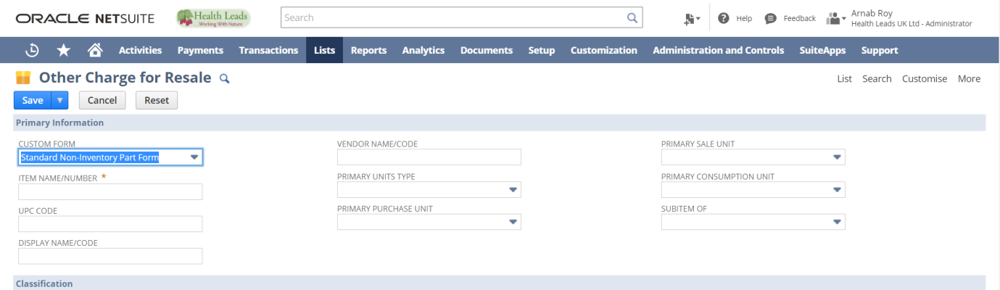 ORACLE NETSUITE
Health Leads
...Working With Nature
Search
Help
Feedback
Arnab Roy
Health Leads UK Ltd - Administrator
Activities Payments Transactions Lists Reports Analytics Documents Setup Customization Administration and Controls SuiteApps Support
Other Charge for Resale
List Search Customise More
Save Cancel Reset
Primary Information
CUSTOM FORM
Standard Non-Inventory Part Form
ITEM NAME/NUMBER *
UPC CODE
DISPLAY NAME/CODE
VENDOR NAME/CODE
PRIMARY UNITS TYPE
PRIMARY PURCHASE UNIT
PRIMARY SALE UNIT
PRIMARY CONSUMPTION UNIT
SUBITEM OF
Classification